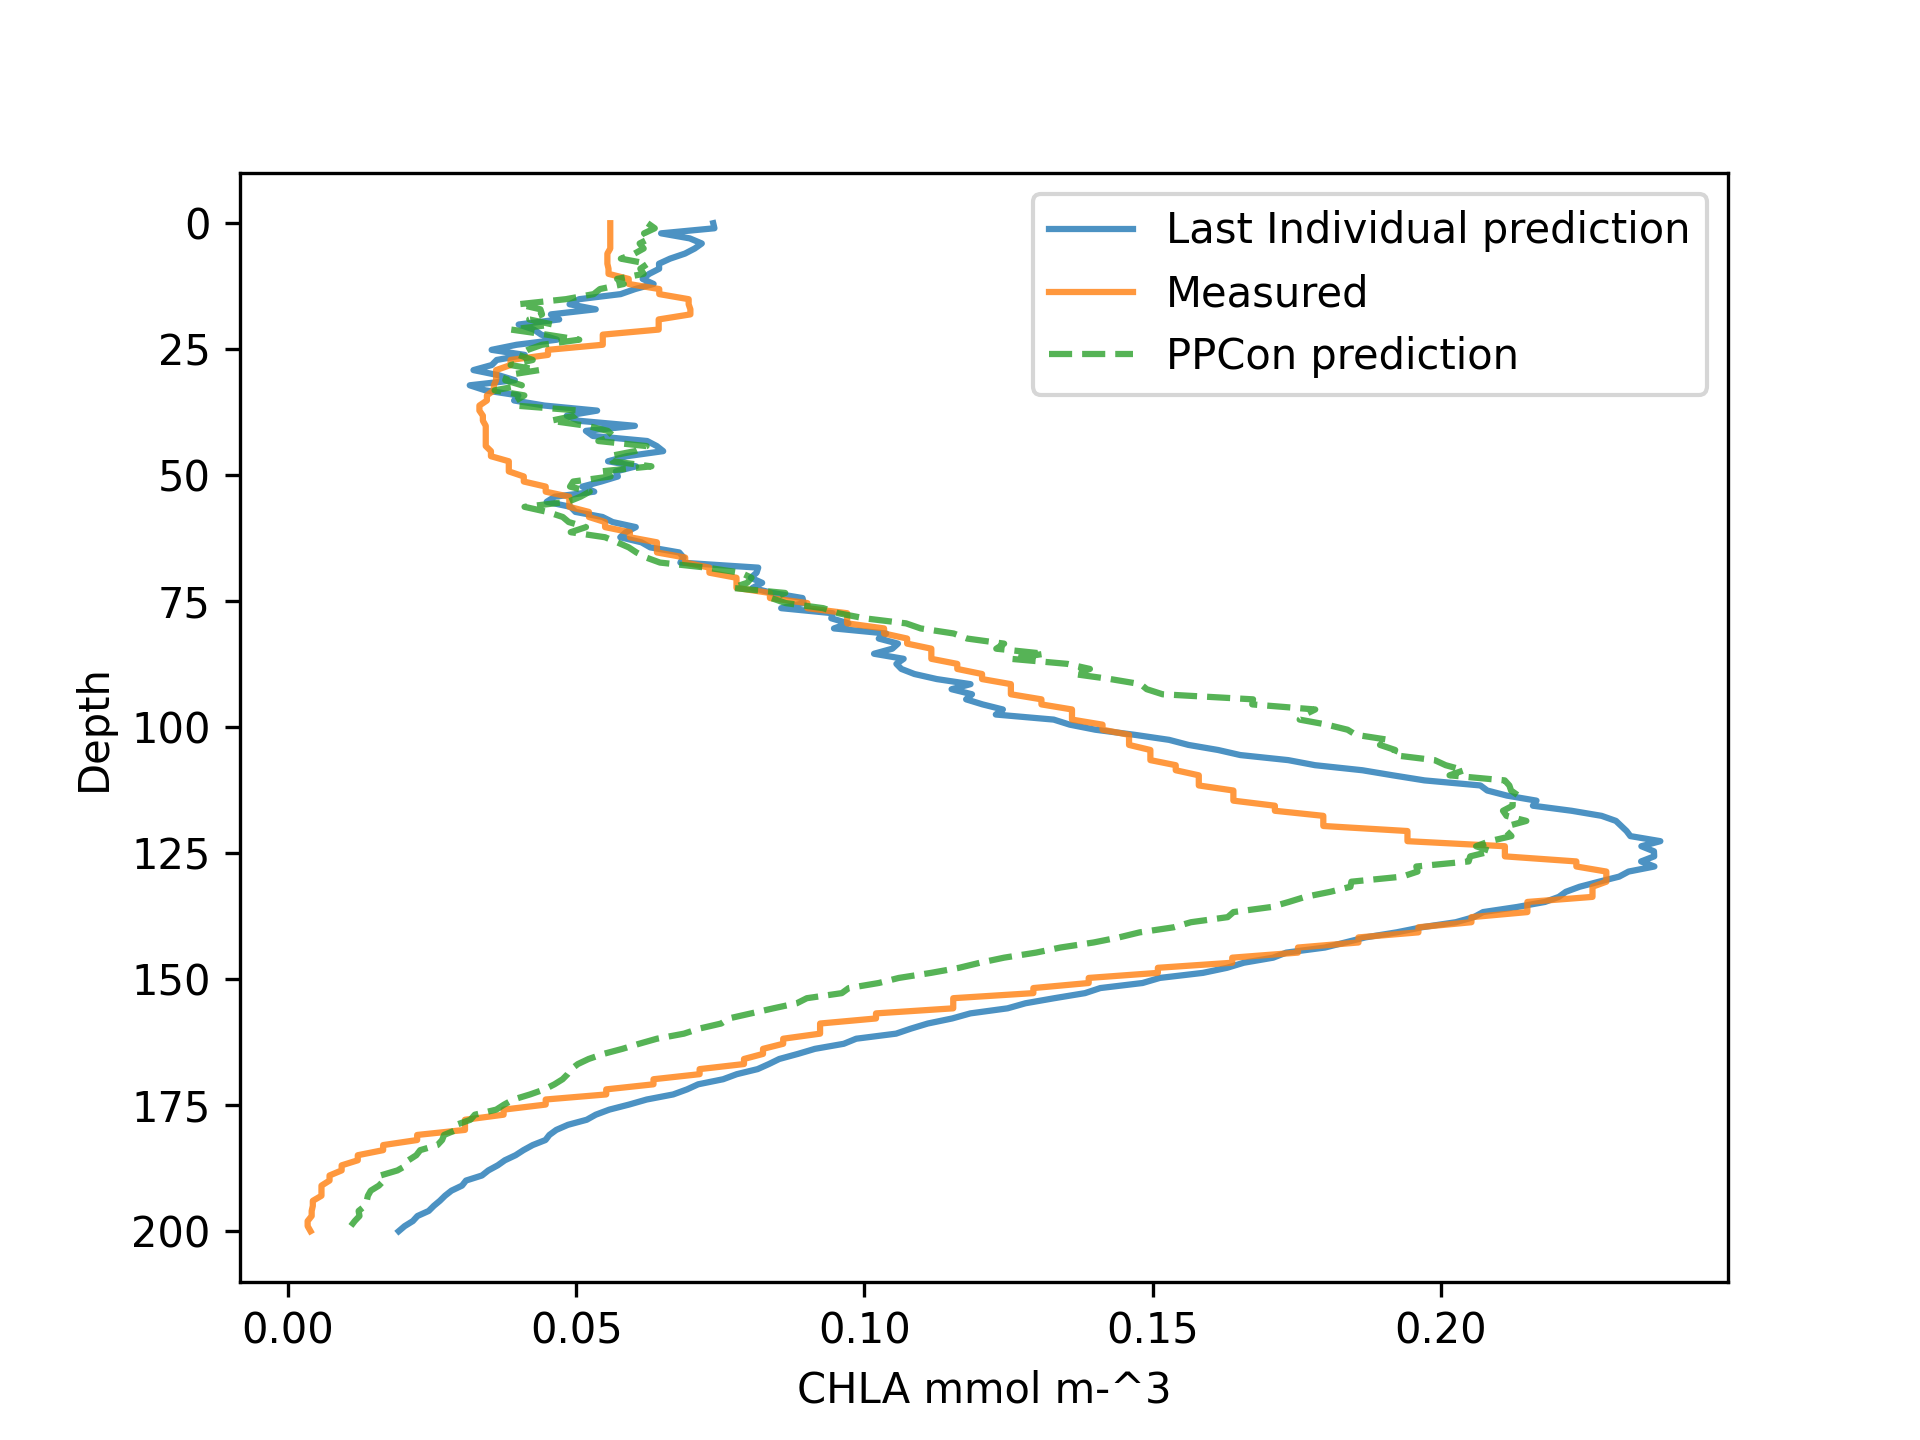 Last Individual prediction
Measured
PPCon prediction
0
25
50
75
100
125
150
175
200
Depth
0.00 0.05 0.10 0.15 0.20
CHLA mmol m-^3